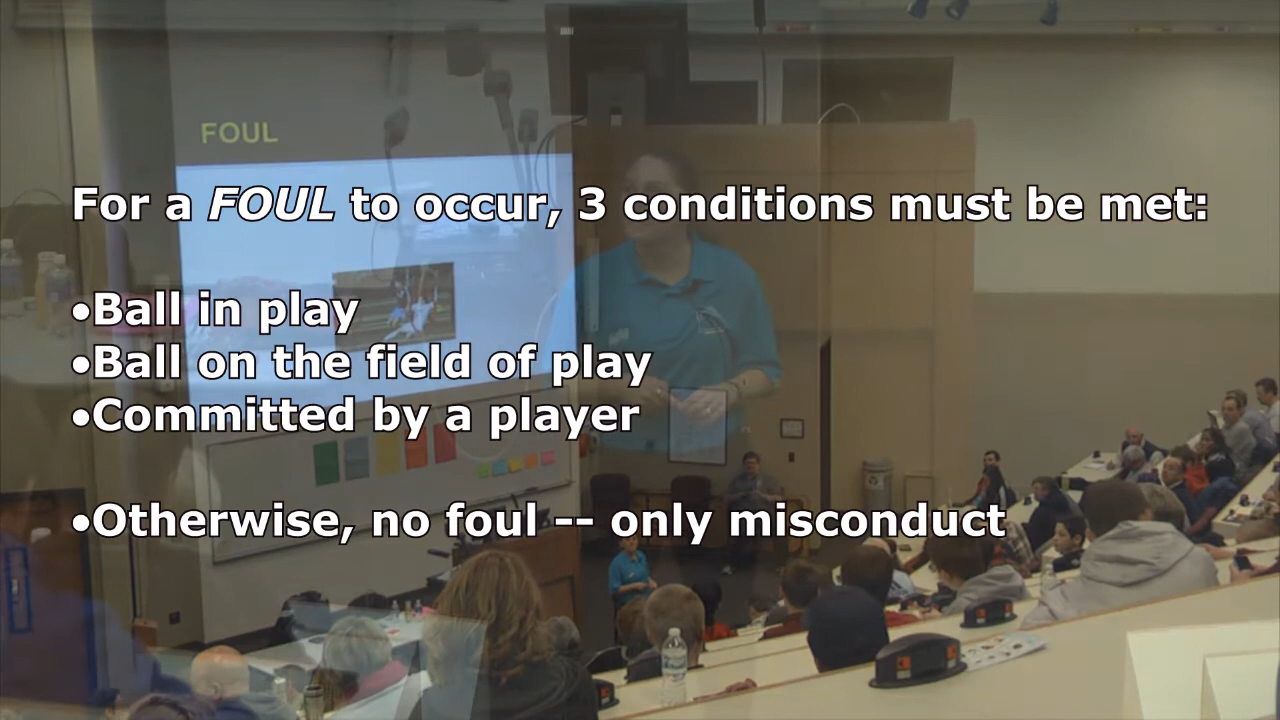 FOUL
For a FOUL to occur, 3 conditions must be met:
•Ball in play
•Ball on the field of play
•Committed by a player
•Otherwise, no foul -- only misconduct